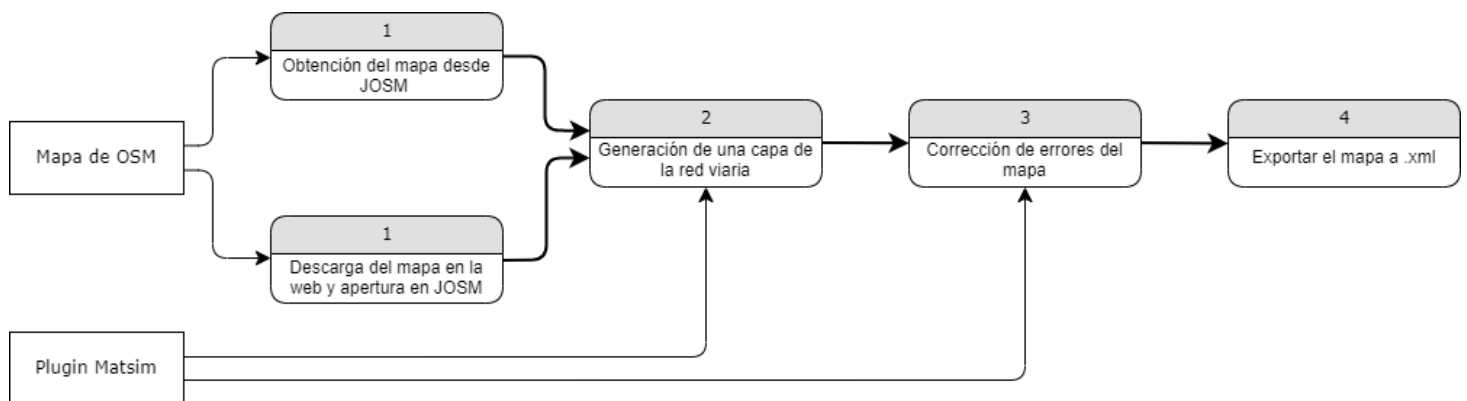 1
Obtención del mapa desde
JOSM
Mapa de OSM
1
Descarga del mapa en la
web y apertura en JOSM
Plugin Matsim
2
Generación de una capa de
la red viaria
3
Corrección de errores del
mapa
4
Exportar el mapa a .xml